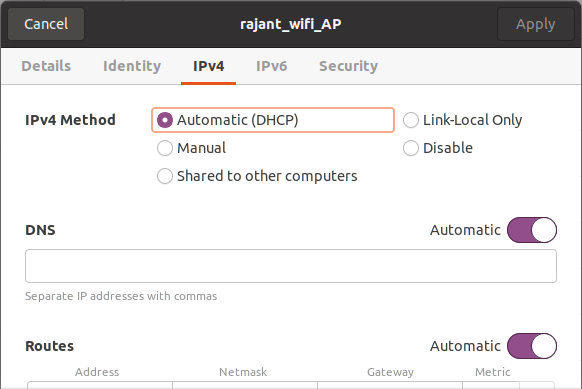 Cancel rajant_wifi_AP Apply
Details Identity IPv4 IPv6 Security
IPv4 Method Automatic (DHCP) Link-Local Only
Manual Disable
Shared to other computers
DNS Automatic
Separate IP addresses with commas
Routes Automatic
Address Netmask Gateway Metric